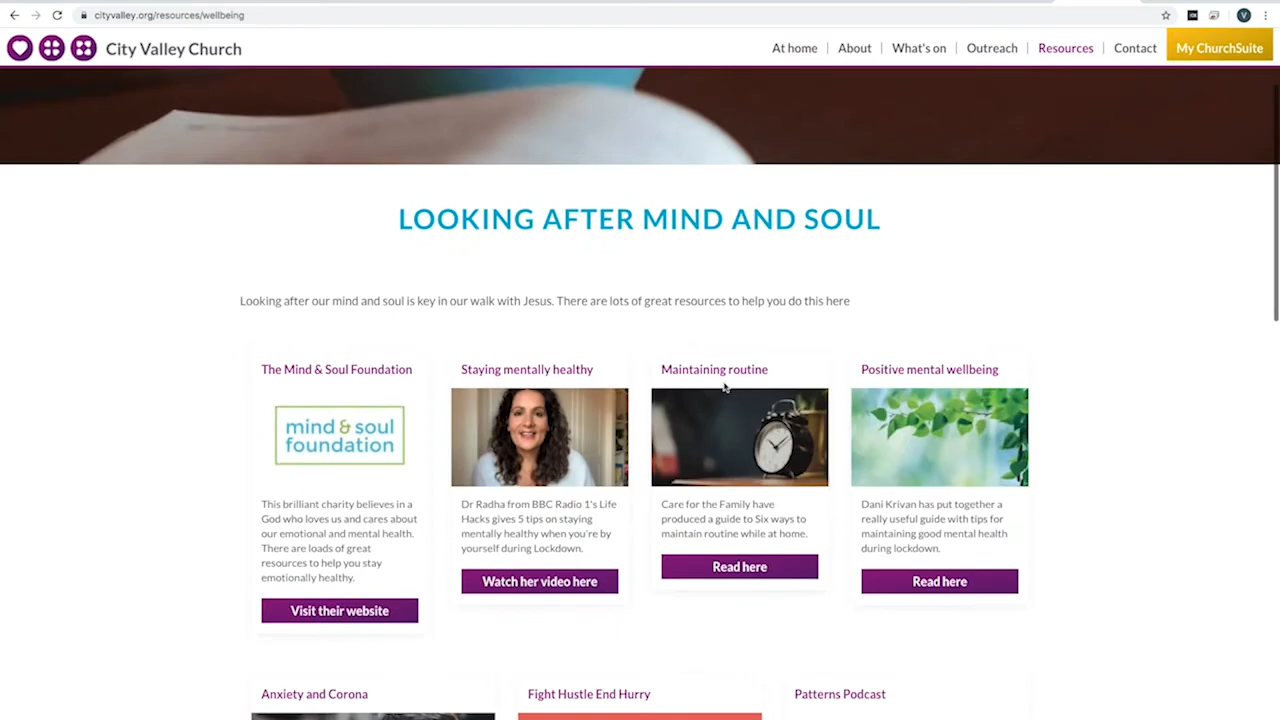 cityvalley.org/resources/wellbeing
V
City Valley Church
At home
About
What's on
Outreach
Resources
Contact
My ChurchSuite
LOOKING AFTER MIND AND SOUL
Looking after our mind and soul is key in our walk with Jesus. There are lots of great resources to help you do this here
The Mind & Soul Foundation
mind & soul
foundation
This brilliant charity believes in a
God who loves us and cares about
our emotional and mental health.
There are loads of great
resources to help you stay
emotionally healthy.
Visit their website
Staying mentally healthy
Dr Radha from BBC Radio 1's Life
Hacks gives 5 tips on staying
mentally healthy when you're by
yourself during Lockdown.
Watch her video here
Maintaining routine
Care for the Family have
produced a guide to Six ways to
maintain routine while at home.
Read here
Positive mental wellbeing
Dani Krivan has put together a
really useful guide with tips for
maintaining good mental health
during lockdown.
Read here
Anxiety and Corona
Fight Hustle End Hurry
Patterns Podcast